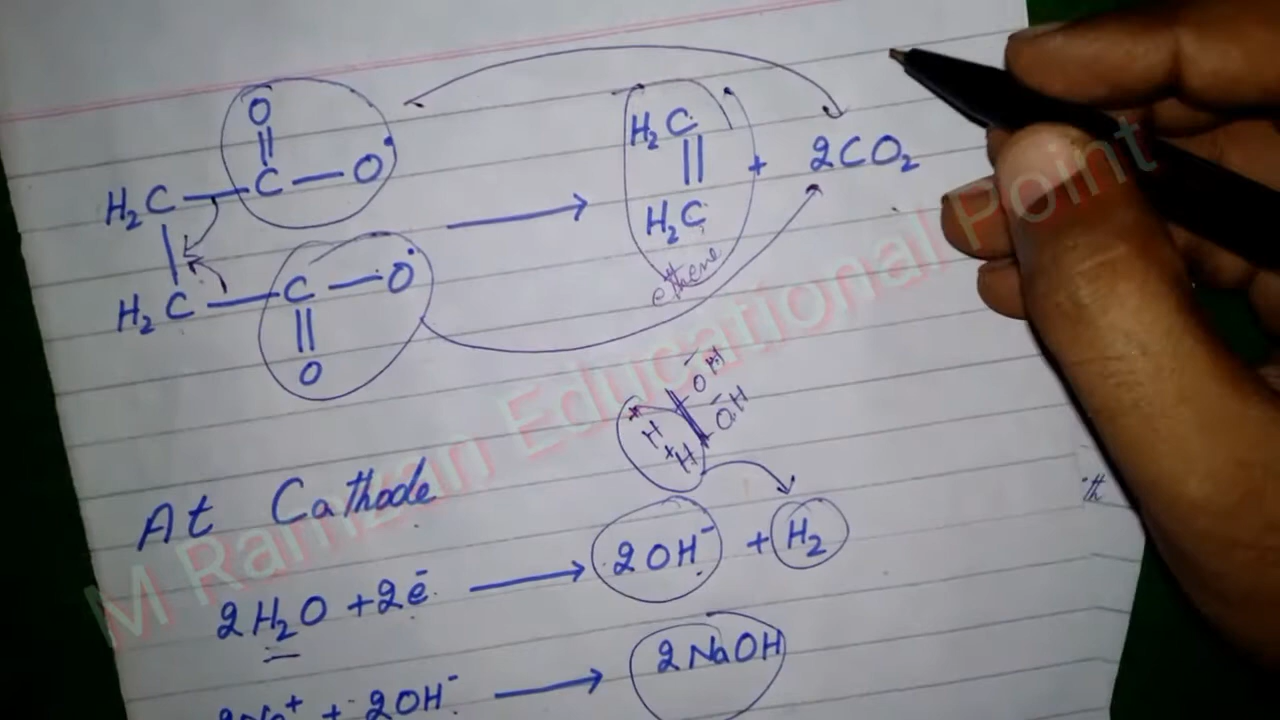 O
||
H₂C — C — O•
|
H₂C — C — O•
||
O
⟶
H₂C
||
H₂C
ethene
+ 2CO₂
H⁺ | O⁻H
H⁺ | O⁻H
At Cathode
2H₂O + 2e⁻ ⟶ 2OH⁻ + H₂
+ 2OH⁻ ⟶ 2NaOH
M Ramzan Educational Point